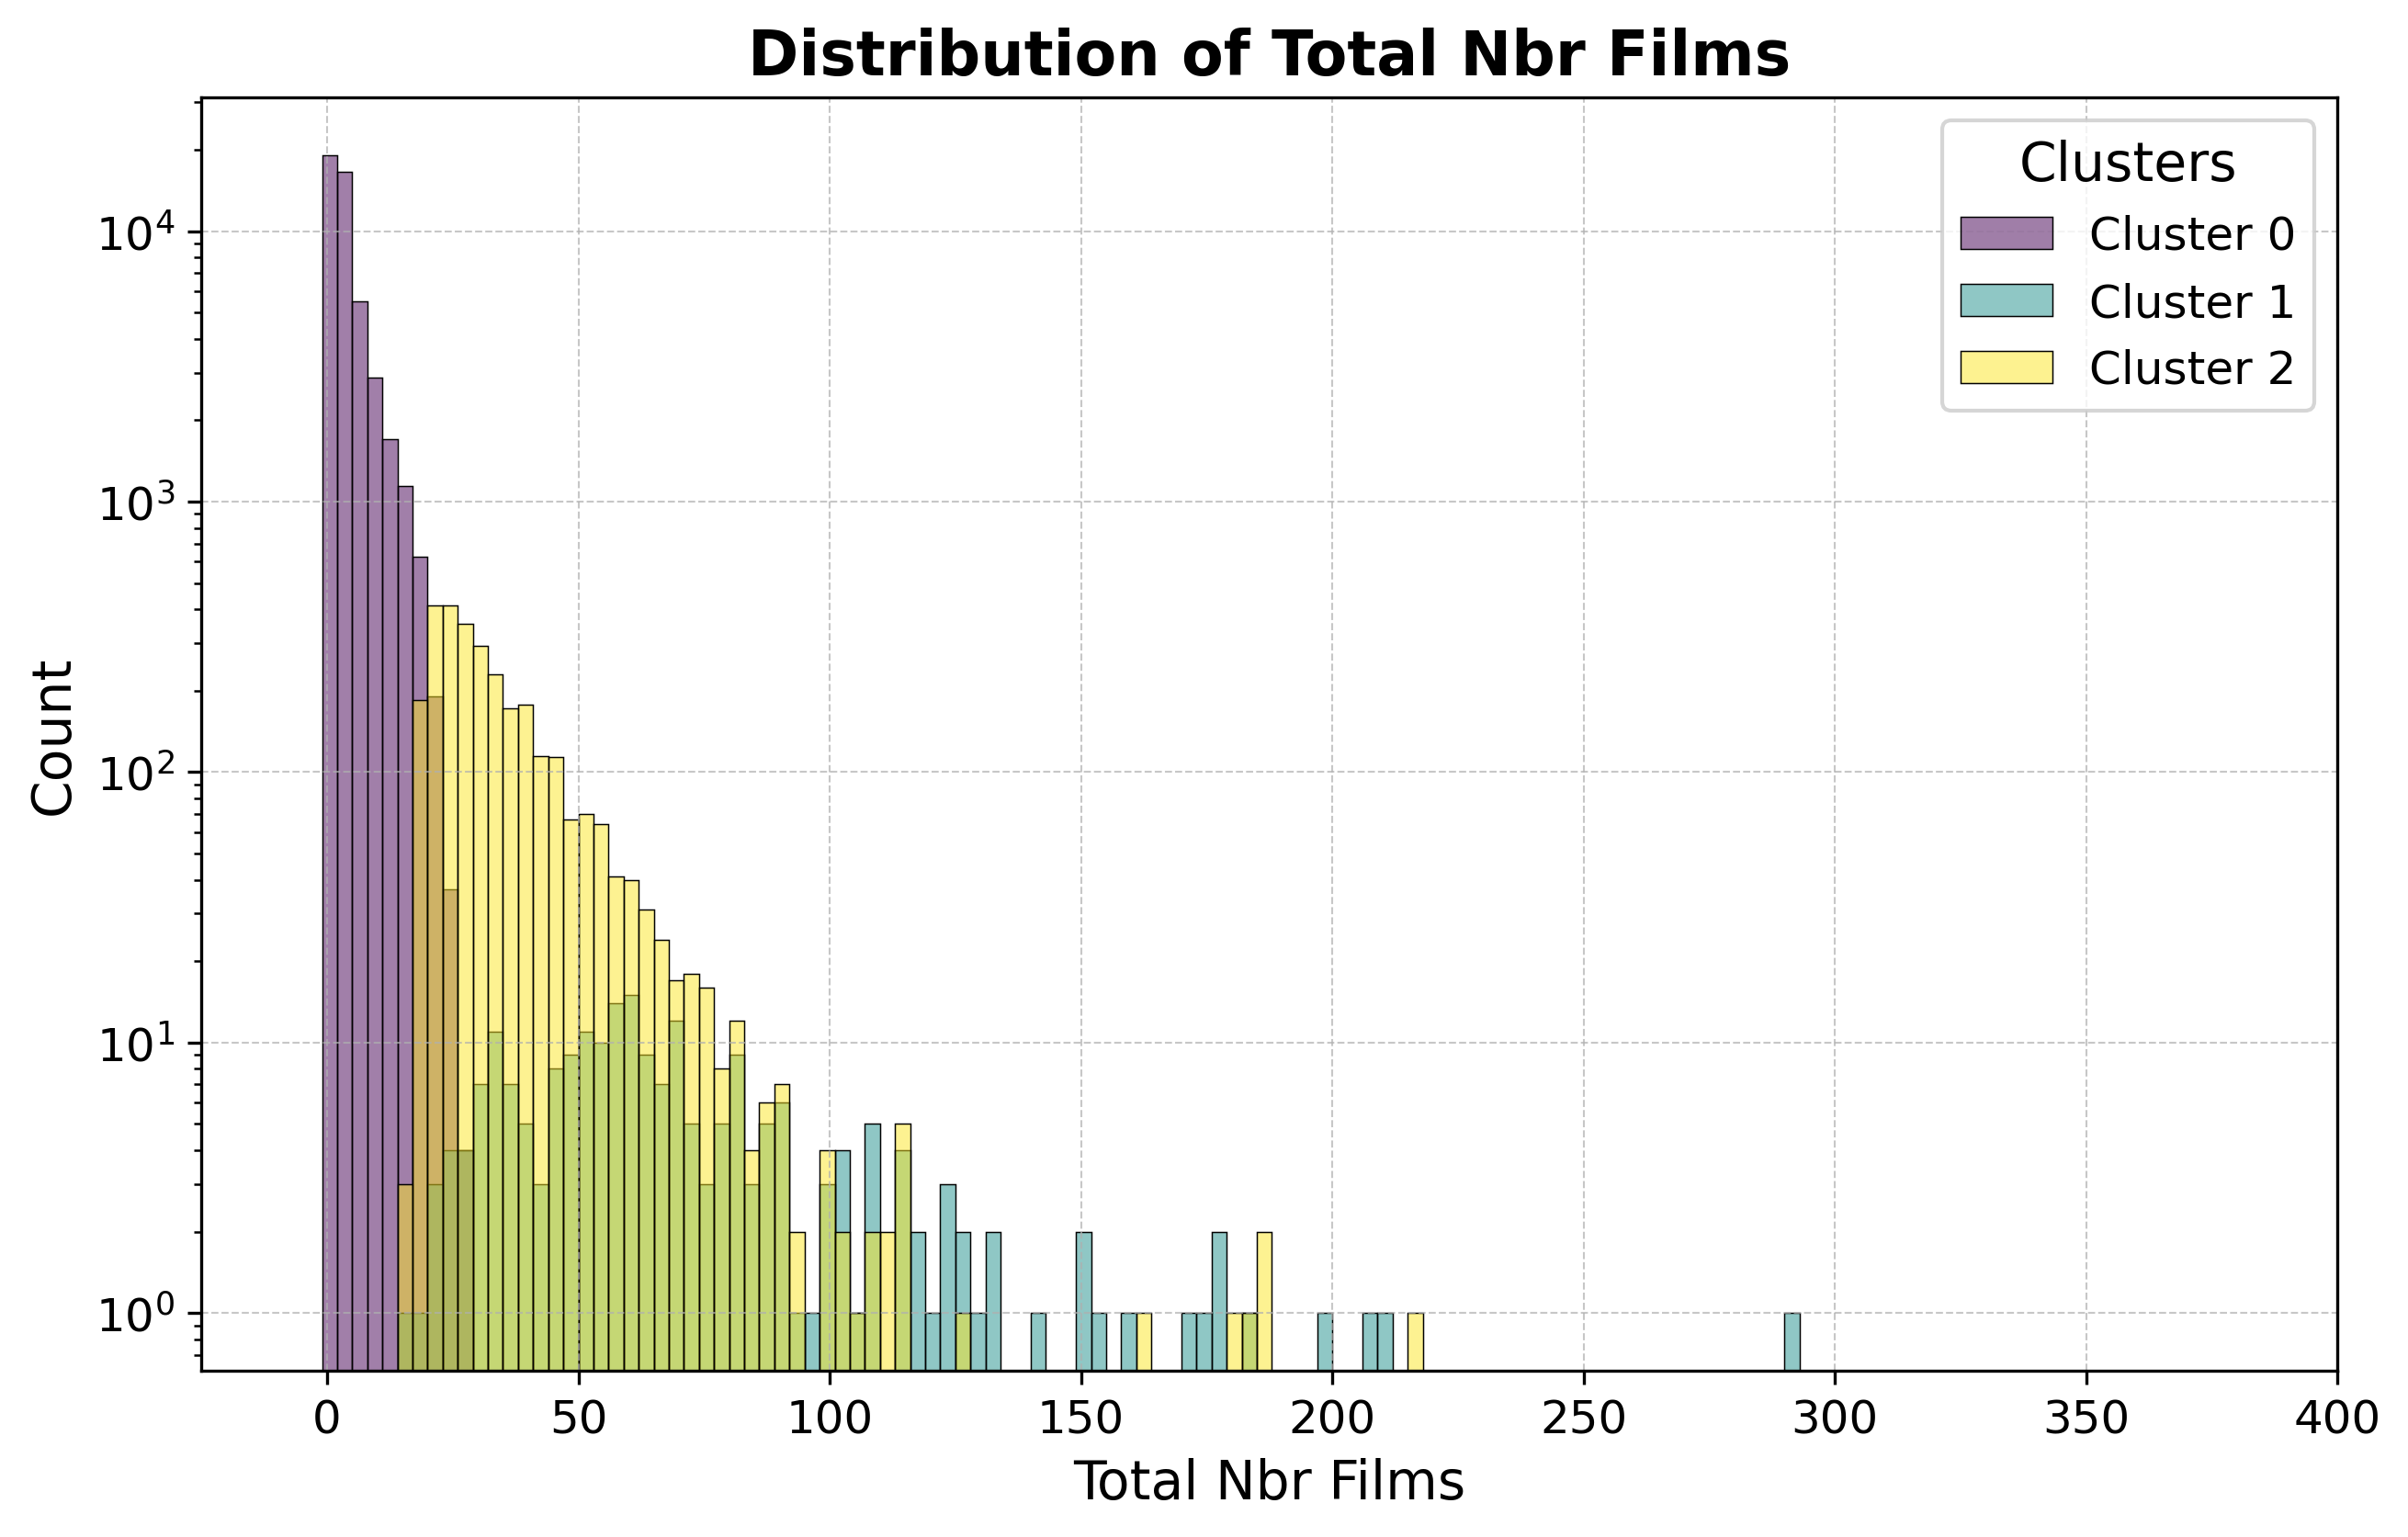 Distribution of Total Nbr Films
Clusters
Cluster 0
Cluster 1
Cluster 2
Count
10⁴
10³
10²
10¹
10⁰
0 50 100 150 200 250 300 350 400
Total Nbr Films